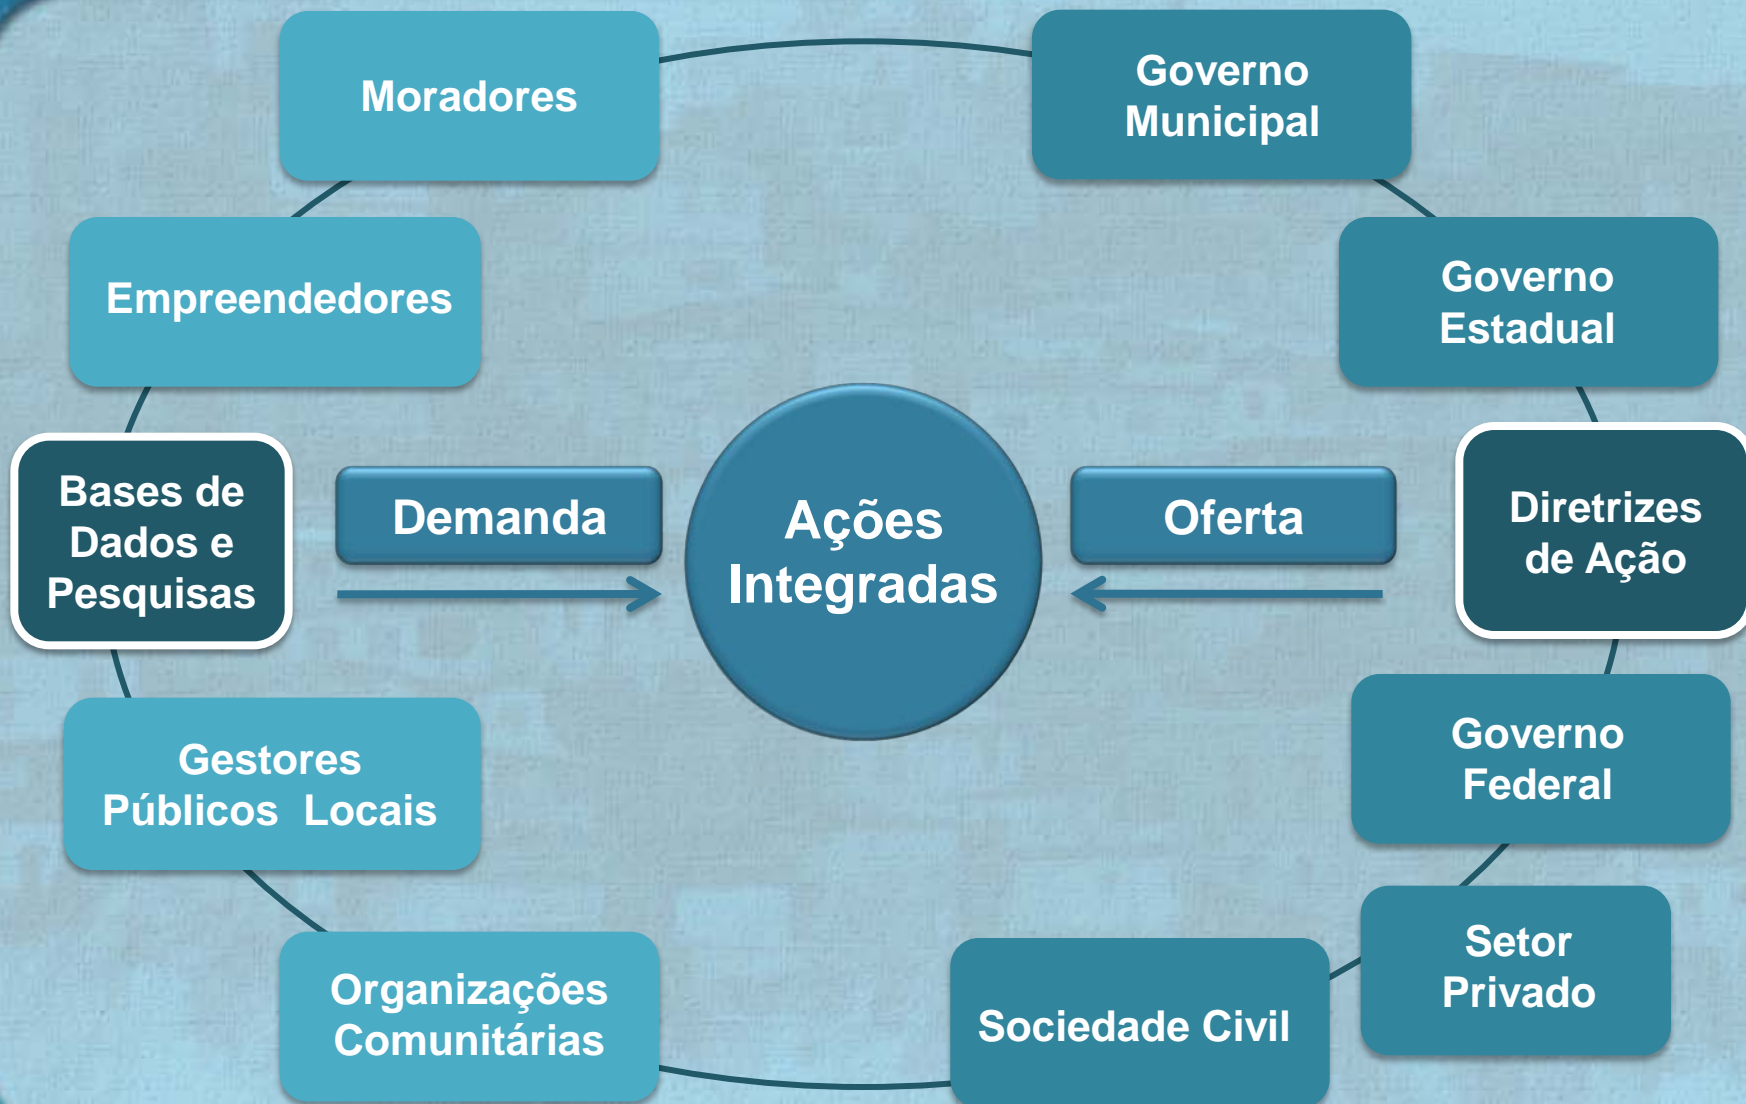 Moradores
Governo
Municipal
Empreendedores
Governo
Estadual
Bases de
Dados e
Pesquisas
Demanda
Ações
Integradas
Oferta
Diretrizes
de Ação
Gestores
Públicos  Locais
Governo
Federal
Organizações
Comunitárias
Sociedade Civil
Setor
Privado